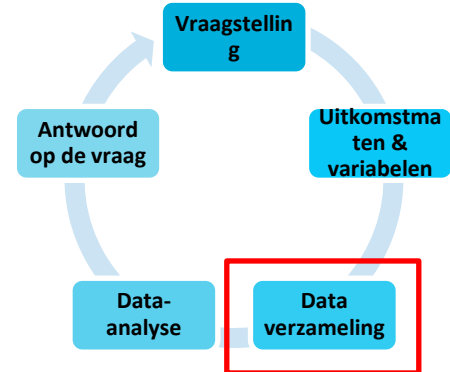 Vraagstellin
g
Uitkomstma
ten &
variabelen
Data
verzameling
Data-
analyse
Antwoord
op de vraag